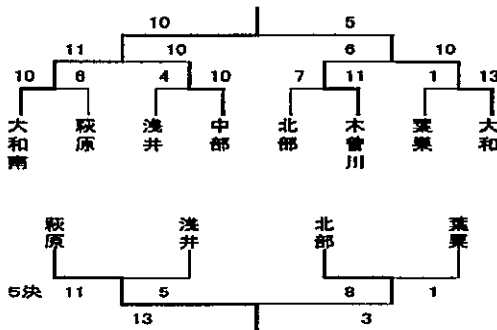 10 5
11 10 6 10
10 6 4 10 7 11 1 13
大和南 萩原 浅井 中部 北部 木曽川 葉栗 大和
萩原 浅井 北部 葉栗
5決 11 5 8 1
13 3